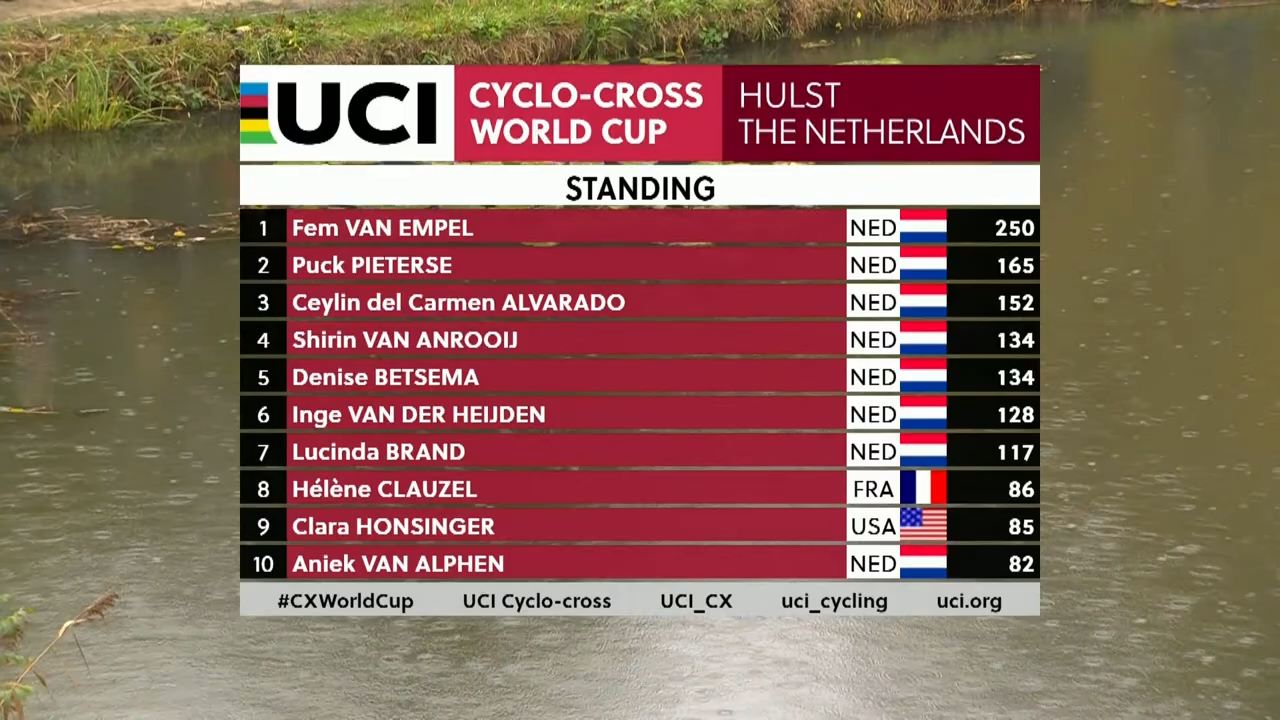 UCI
CYCLO-CROSS
WORLD CUP
HULST
THE NETHERLANDS
STANDING
1 Fem VAN EMPEL NED 250
2 Puck PIETERSE NED 165
3 Ceylin del Carmen ALVARADO NED 152
4 Shirin VAN ANROOIJ NED 134
5 Denise BETSEMA NED 134
6 Inge VAN DER HEIJDEN NED 128
7 Lucinda BRAND NED 117
8 Hélène CLAUZEL FRA 86
9 Clara HONSINGER USA 85
10 Aniek VAN ALPHEN NED 82
#CXWorldCup UCI Cyclo-cross UCI_CX uci_cycling uci.org